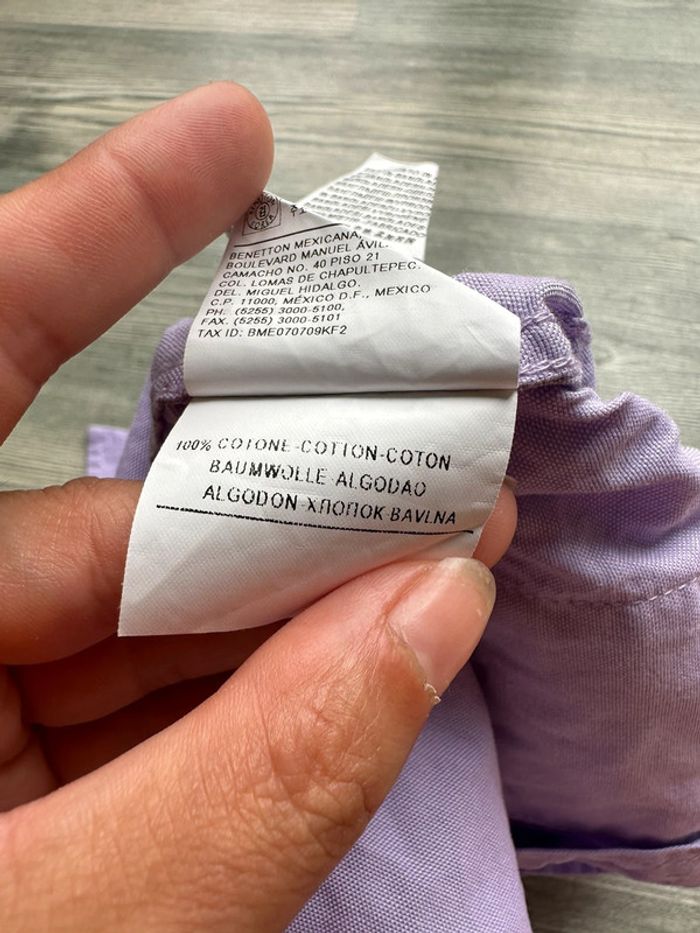 BENETTON MEXICANA,
BOULEVARD MANUEL ÁVIL
CAMACHO NO. 40 PISO 21
COL. LOMAS DE CHAPULTEPEC.
DEL. MIGUEL HIDALGO.
C.P. 11000, MÉXICO D.F., MEXICO
PH: (5255) 3000-5100,
FAX. (5255) 3000-5101
TAX ID: BME070709KF2
100% COTONE-COTTON-COTON
BAUMWOLLE-ALGODAO
ALGODON-ХЛОПОК-BAVLNA